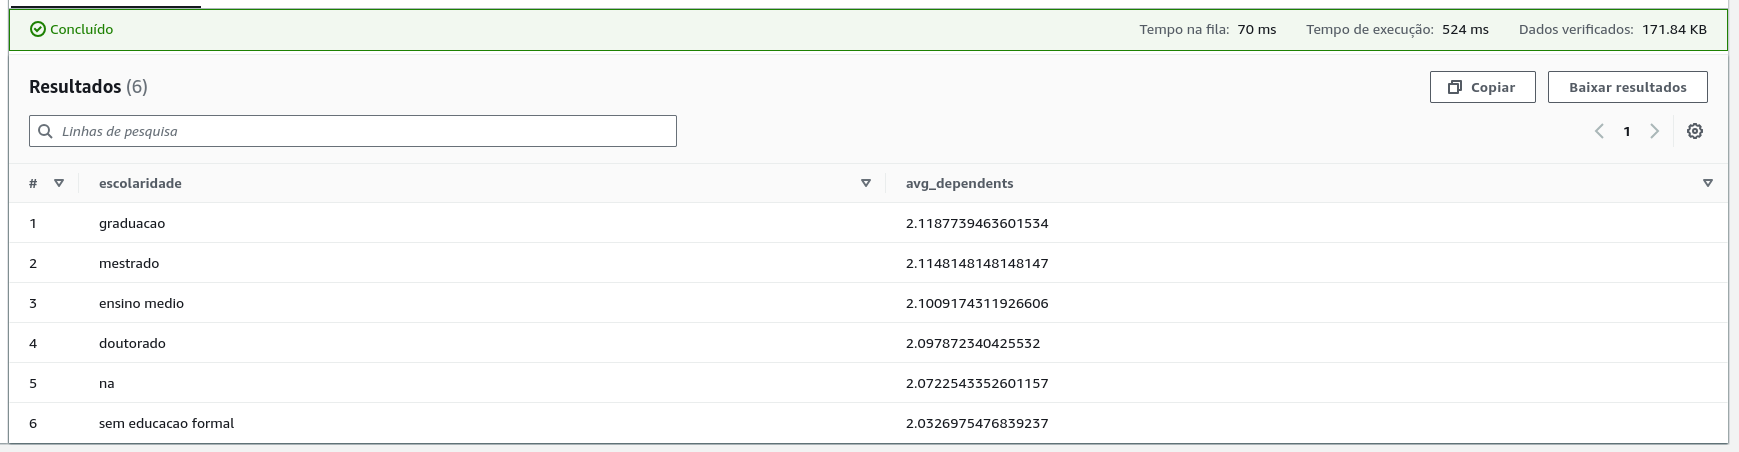 Concluído Tempo na fila: 70 ms Tempo de execução: 524 ms Dados verificados: 171.84 KB
Resultados (6) Copiar Baixar resultados
Linhas de pesquisa 1
# escolaridade avg_dependents
1 graduacao 2.1187739463601534
2 mestrado 2.1148148148148147
3 ensino medio 2.1009174311926606
4 doutorado 2.097872340425532
5 na 2.0722543352601157
6 sem educacao formal 2.0326975476839237